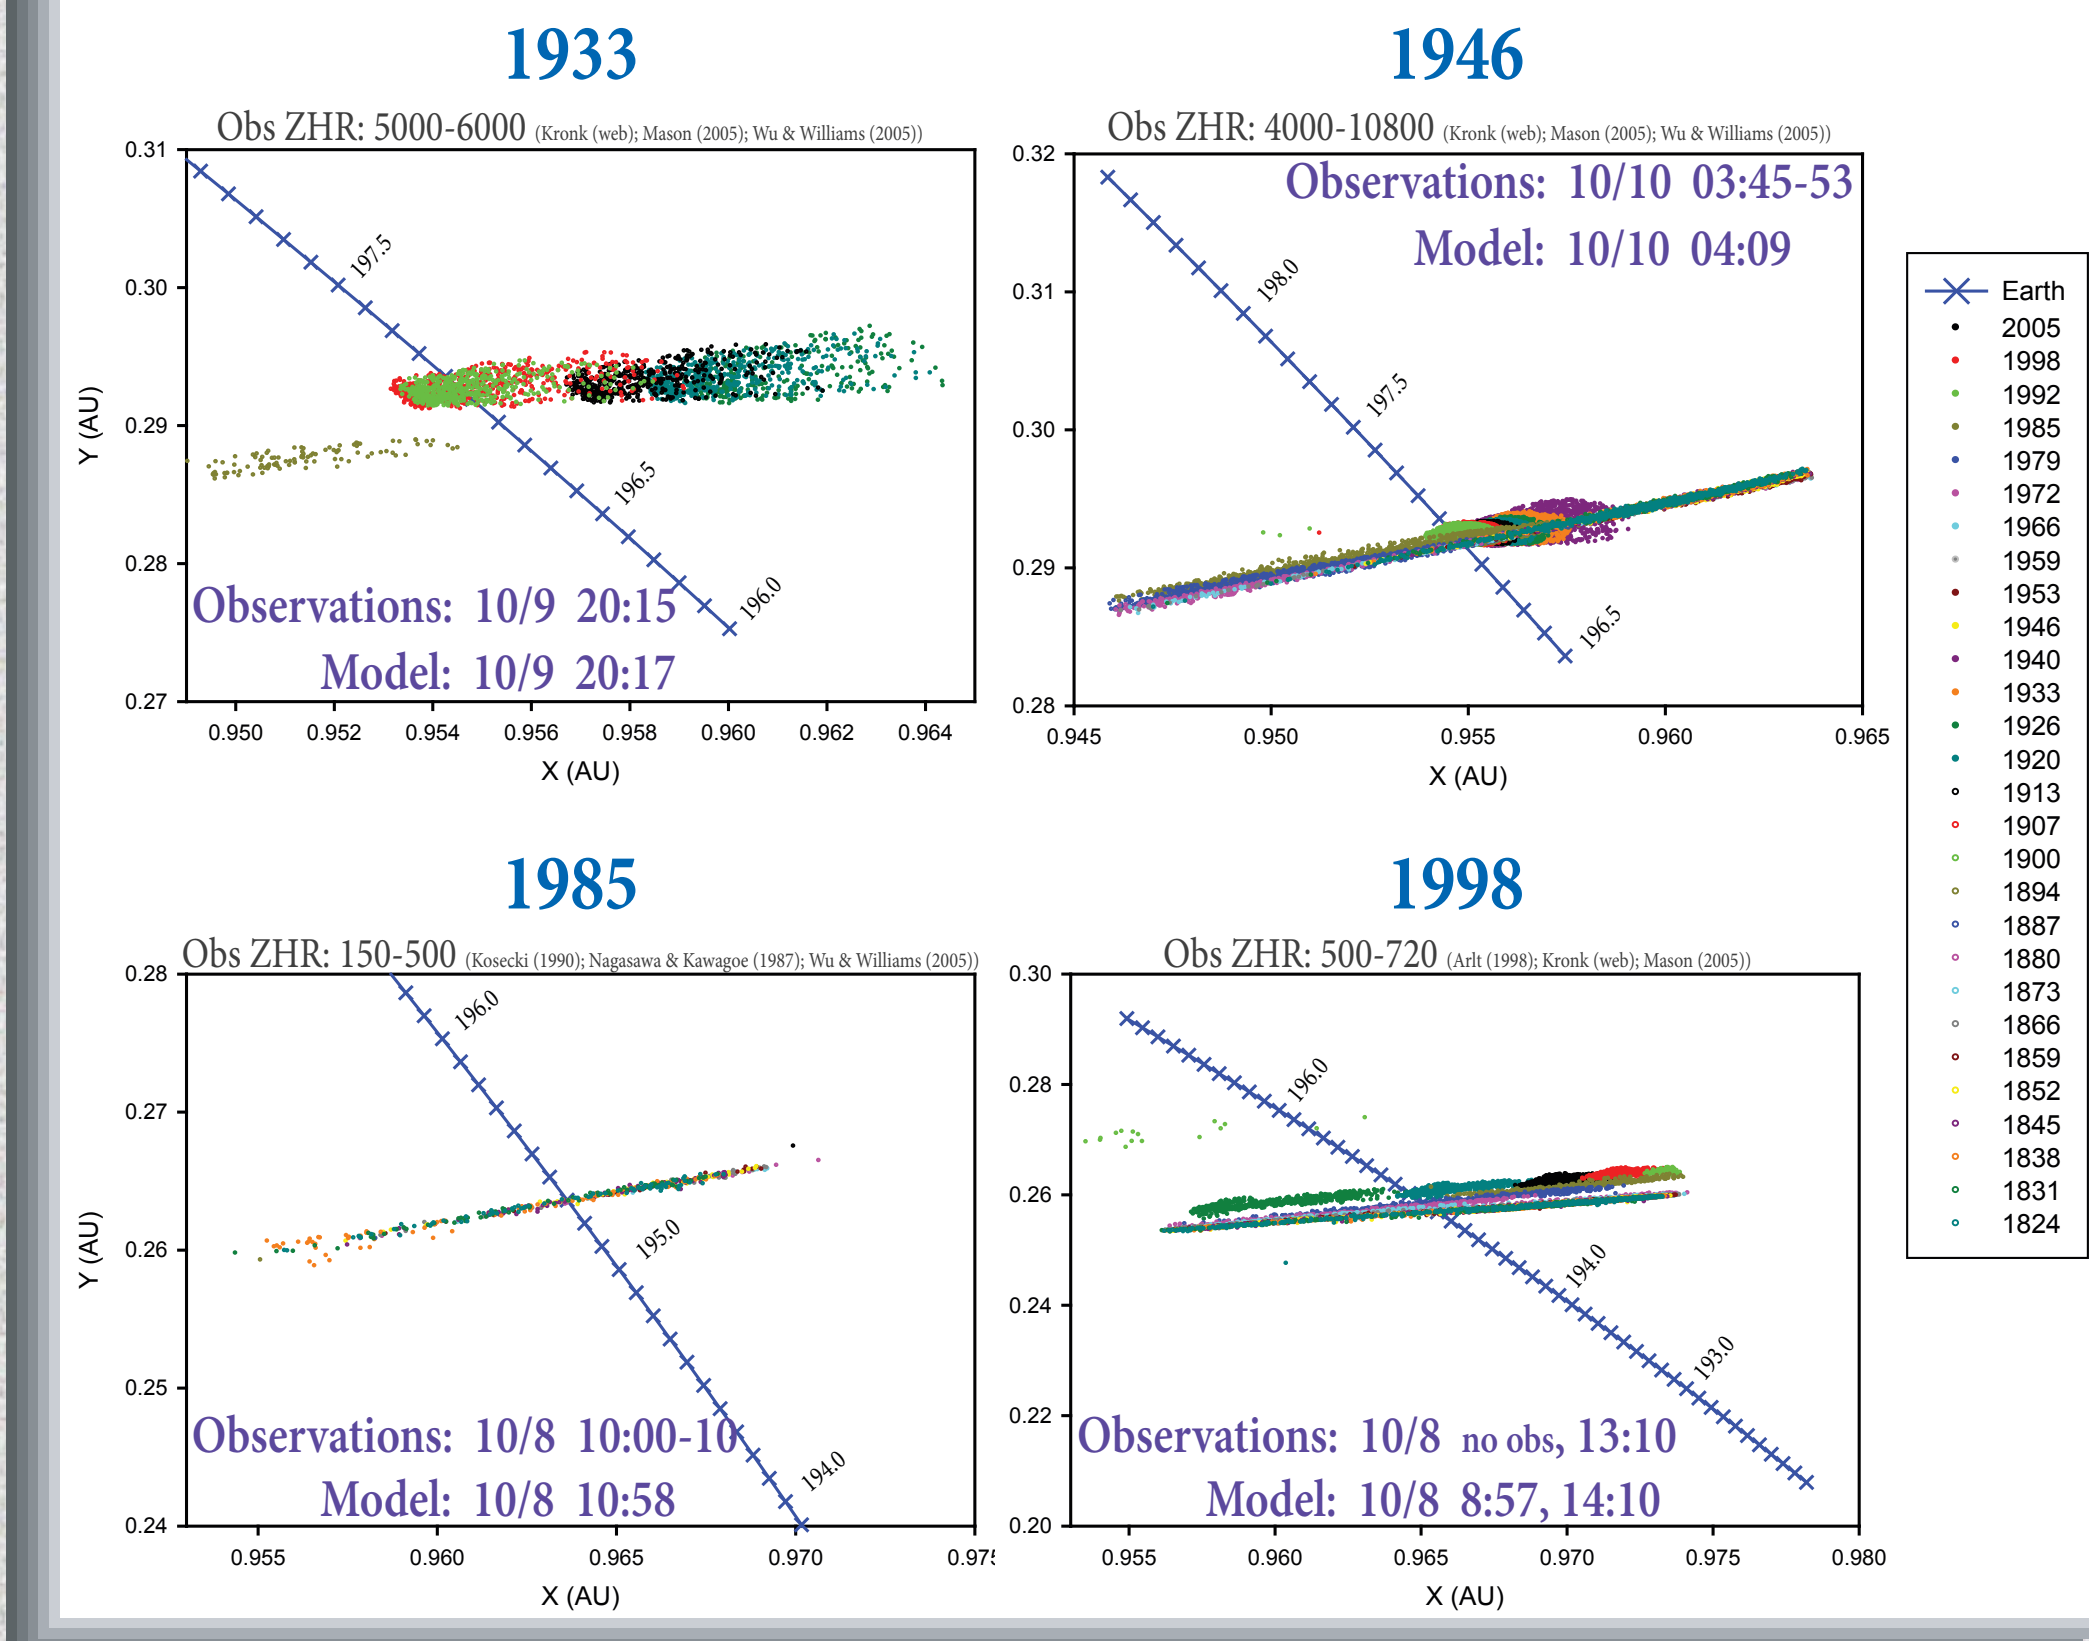 1933
Obs ZHR: 5000-6000 (Kronk (web); Mason (2005); Wu & Williams (2005))
0.31
0.30
0.29
0.28
0.27
Y (AU)
197.5
196.5
196.0
Observations: 10/9 20:15
Model: 10/9 20:17
0.950 0.952 0.954 0.956 0.958 0.960 0.962 0.964
X (AU)
1946
Obs ZHR: 4000-10800 (Kronk (web); Mason (2005); Wu & Williams (2005))
0.32
0.31
0.30
0.29
0.28
Observations: 10/10 03:45-53
Model: 10/10 04:09
198.0
197.5
196.5
0.945 0.950 0.955 0.960 0.965
X (AU)
1985
Obs ZHR: 150-500 (Kosecki (1990); Nagasawa & Kawagoe (1987); Wu & Williams (2005))
0.28
0.27
0.26
0.25
0.24
Y (AU)
196.0
195.0
194.0
Observations: 10/8 10:00-10
Model: 10/8 10:58
0.955 0.960 0.965 0.970 0.975
X (AU)
1998
Obs ZHR: 500-720 (Arlt (1998); Kronk (web); Mason (2005))
0.30
0.28
0.26
0.24
0.22
0.20
196.0
194.0
193.0
Observations: 10/8 no obs, 13:10
Model: 10/8 8:57, 14:10
0.955 0.960 0.965 0.970 0.975 0.980
X (AU)
Earth
2005
1998
1992
1985
1979
1972
1966
1959
1953
1946
1940
1933
1926
1920
1913
1907
1900
1894
1887
1880
1873
1866
1859
1852
1845
1838
1831
1824